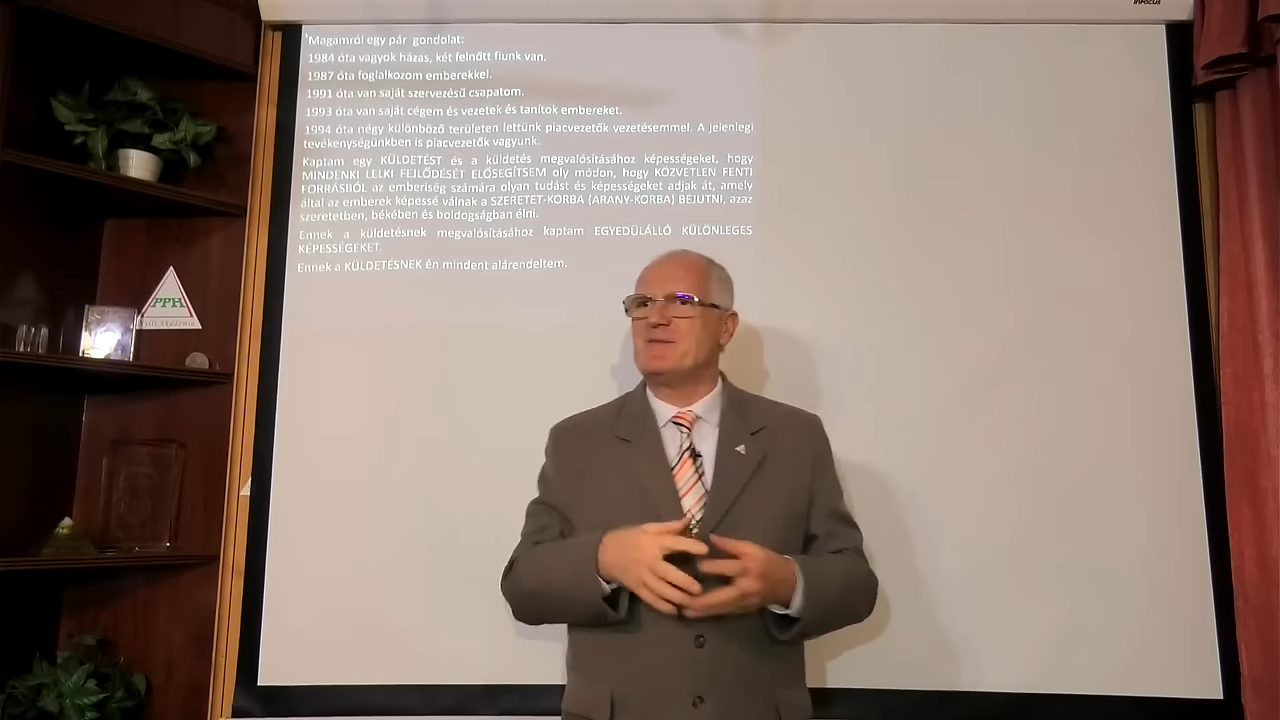 InFocus
Magamról egy pár gondolat:
1984 óta vagyok házas, két felnőtt fiunk van.
1987 óta foglalkozom emberekkel.
1991 óta van saját szervezésű csapatom.
1993 óta van saját cégem és vezetek és tanítok embereket.
1994 óta négy különböző területen lettünk piacvezetők vezetésemmel. A jelenlegi
tevékenységünkben is piacvezetők vagyunk.
Kaptam egy KÜLDETÉST és a küldetés megvalósításához képességeket, hogy
MINDENKI LELKI FEJLŐDÉSÉT ELŐSEGÍTSEM oly módon, hogy KÖZVETLEN FENTI
FORRÁSBÓL az emberiség számára olyan tudást és képességeket adjak át, amely
által az emberek képessé válnak a SZERETET-KORBA (ARANY-KORBA) BEJUTNI, azaz
szeretetben, békében és boldogságban élni.
Ennek a küldetésnek megvalósításához kaptam EGYEDÜLÁLLÓ KÜLÖNLEGES
KÉPESSÉGEKET.
Ennek a KÜLDETÉSNEK én mindent alárendeltem.
PPH
Nyílt Akadémia